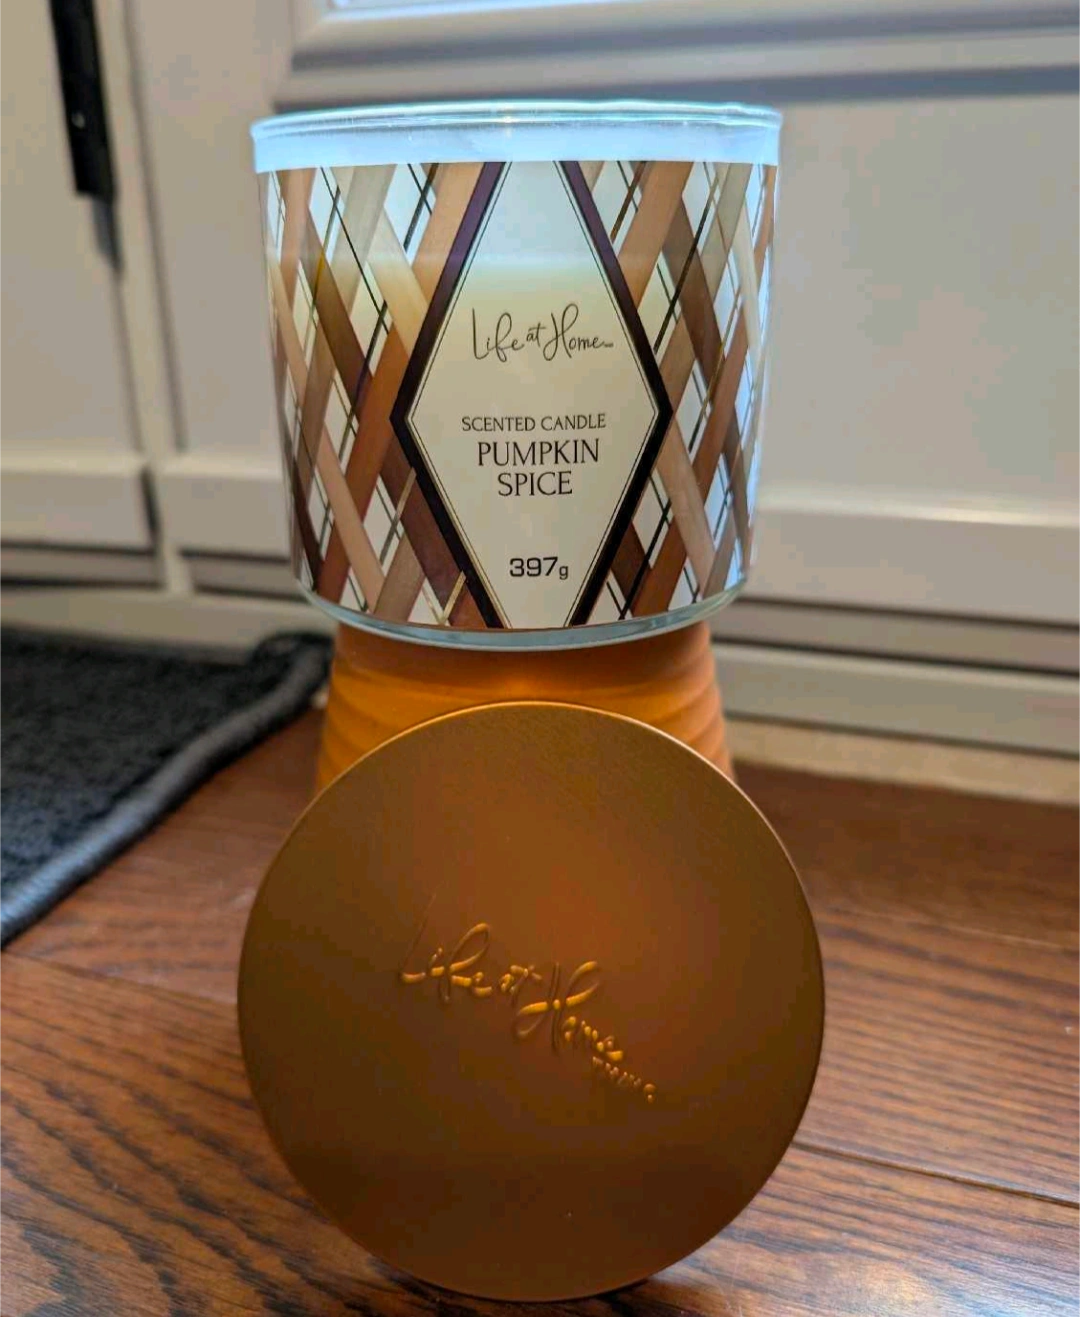 Life at Home
SCENTED CANDLE
PUMPKIN
SPICE
397g
Life at Home